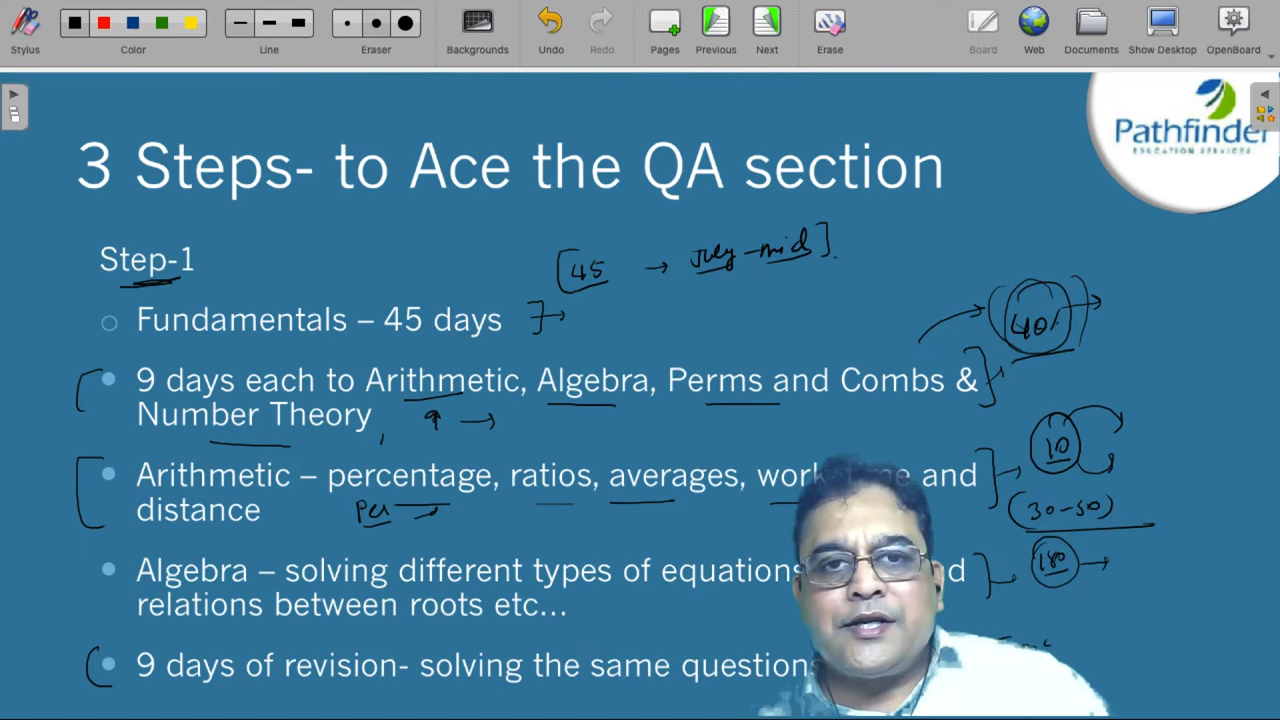 Stylus Color Line Eraser Backgrounds Undo Redo Pages Previous Next Erase Board Web Documents Show Desktop OpenBoard
Pathfinder
EDUCATION SERVICES
3 Steps- to Ace the QA section
Step-1
[45 → July-mid].
Fundamentals – 45 days
40%
9 days each to Arithmetic, Algebra, Perms and Combs &
Number Theory
10
Arithmetic – percentage, ratios, averages, work, time and
distance
Per
(30-50)
Algebra – solving different types of equations
180
relations between roots etc...
9 days of revision- solving the same questions